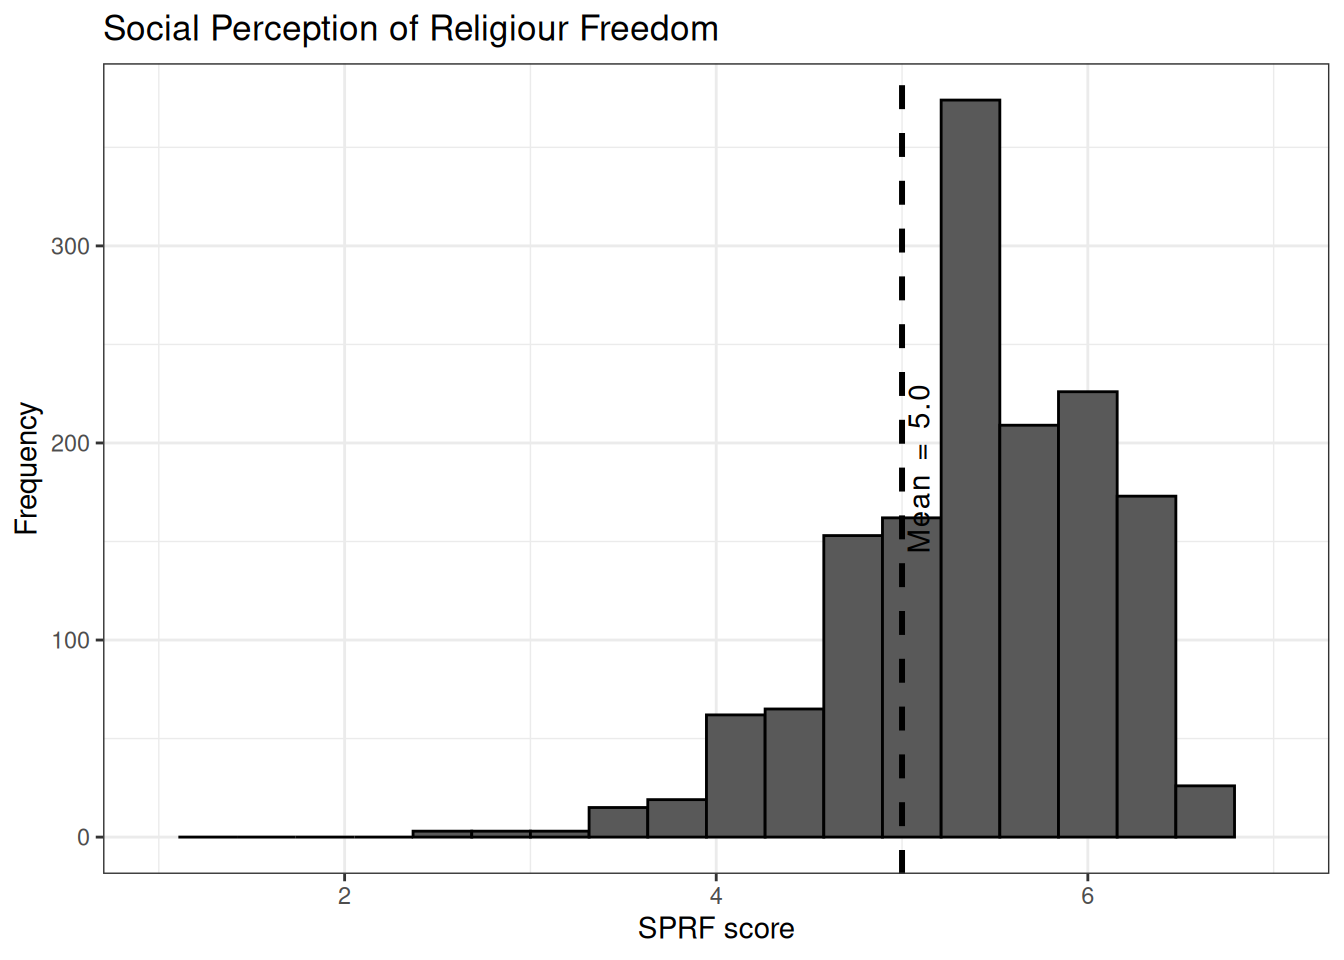 Social Perception of Religiour Freedom
Frequency
300
200
100
0
Mean = 5.0
2 4 6
SPRF score